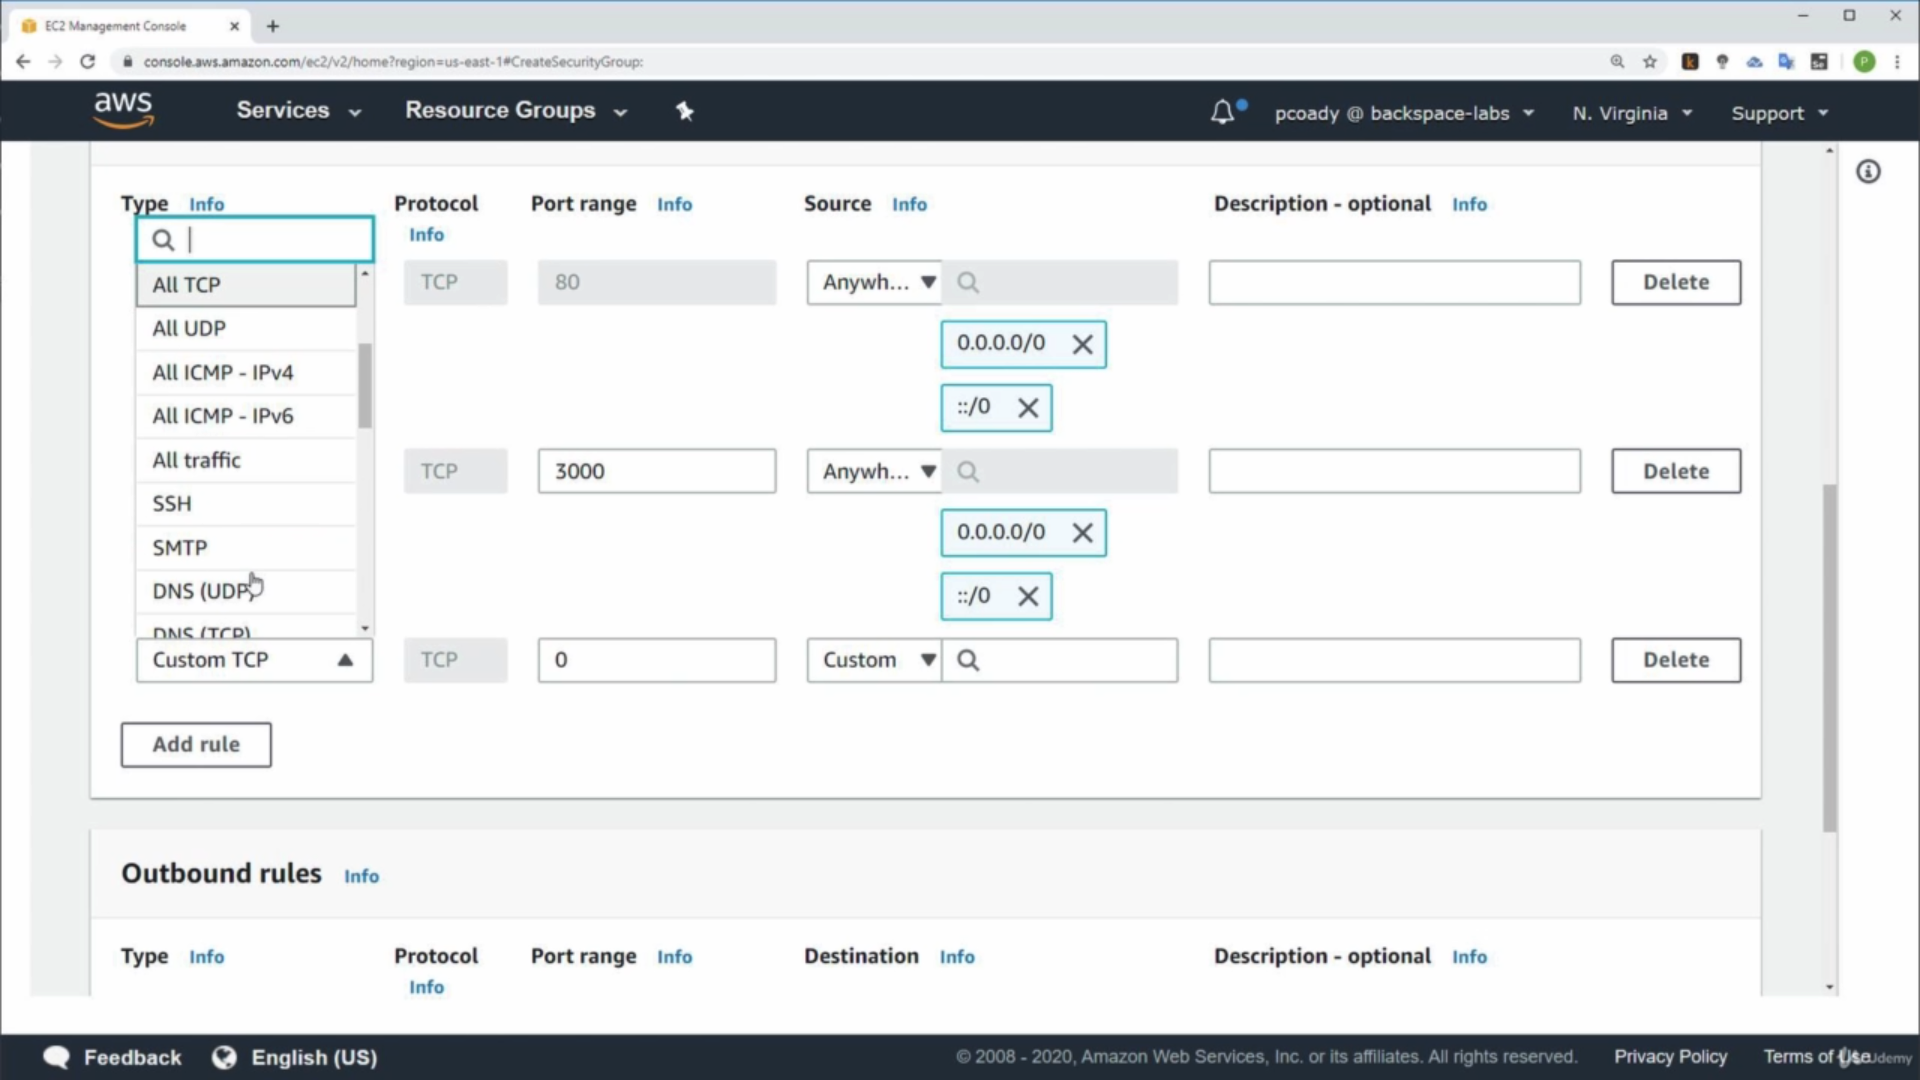 EC2 Management Console
console.aws.amazon.com/ec2/v2/home?region=us-east-1#CreateSecurityGroup:
P
aws Services Resource Groups pcoady @ backspace-labs N. Virginia Support
Type Info Protocol Info Port range Info Source Info Description - optional Info
All TCP TCP 80 Anywh... Delete
All UDP
0.0.0.0/0
All ICMP - IPv4
::/0
All ICMP - IPv6
All traffic TCP 3000 Anywh... Delete
SSH
0.0.0.0/0
SMTP
DNS (UDP)
::/0
DNS (TCP)
Custom TCP TCP 0 Custom Delete
Add rule
Outbound rules Info
Type Info Protocol Info Port range Info Destination Info Description - optional Info
Feedback English (US) © 2008 - 2020, Amazon Web Services, Inc. or its affiliates. All rights reserved. Privacy Policy Terms of Use
Udemy